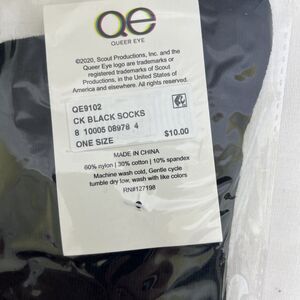 QE
QUEER EYE
©2020, Scout Productions, Inc. and the
Queer Eye logo are trademarks or
registered trademarks of Scout
Productions, in the United States of
America and elsewhere. All rights reserved.
QE9102
CK BLACK SOCKS
8 10005 08978 4
ONE SIZE
$10.00
MADE IN CHINA
60% nylon | 30% cotton | 10% spandex
Machine wash cold, Gentle cycle
tumble dry low, wash with like colors
RN#127198